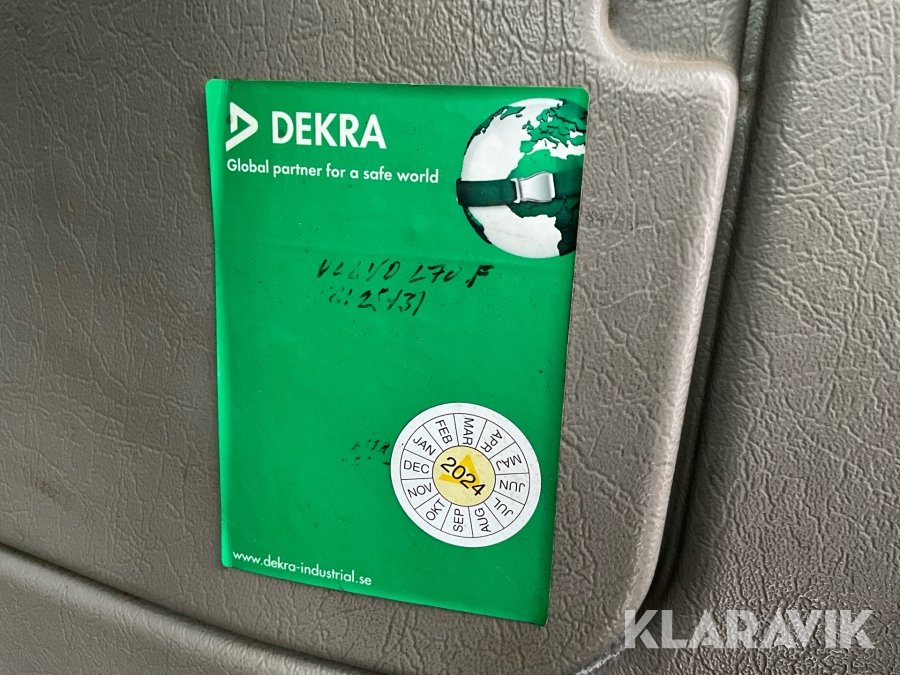 DEKRA
Global partner for a safe world
VOLVO L70 F
JAN FEB MAR APR MAJ JUN JUL AUG SEP OKT NOV DEC
2024
www.dekra-industrial.se
KLARAVIK